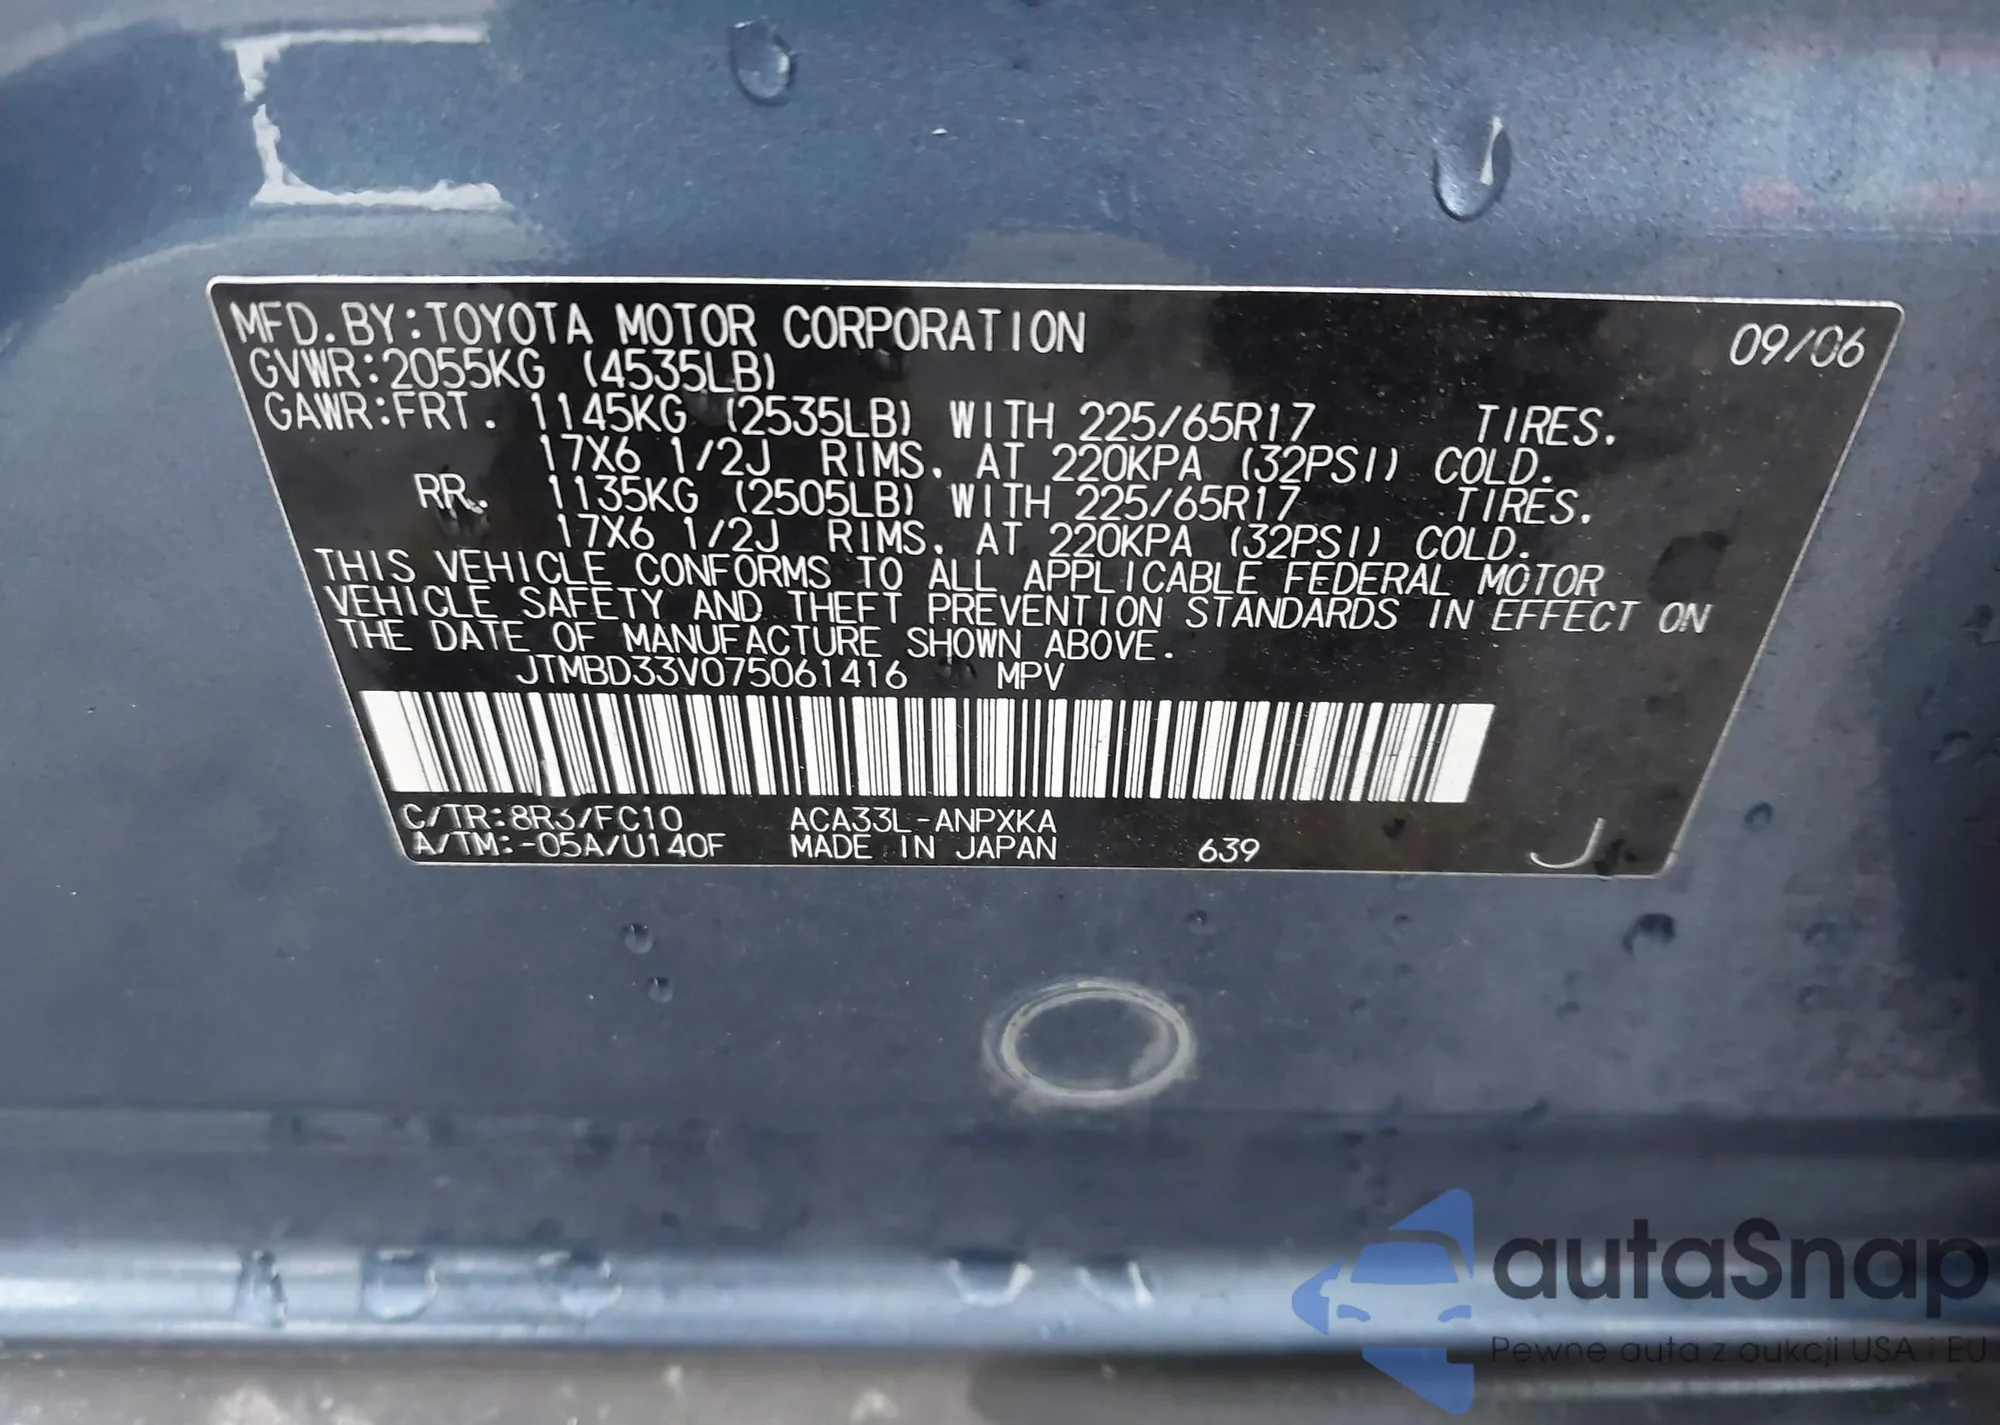 MFD.BY:TOYOTA MOTOR CORPORATION 09/06
GVWR:2055KG (4535LB)
GAWR:FRT. 1145KG (2535LB) WITH 225/65R17 TIRES.
17X6 1/2J RIMS, AT 220KPA (32PSI) COLD.
RR. 1135KG (2505LB) WITH 225/65R17 TIRES,
17X6 1/2J RIMS, AT 220KPA (32PSI) COLD.
THIS VEHICLE CONFORMS TO ALL APPLICABLE FEDERAL MOTOR
VEHICLE SAFETY AND THEFT PREVENTION STANDARDS IN EFFECT ON
THE DATE OF MANUFACTURE SHOWN ABOVE.
JTMBD33V075061416 MPV
C/TR:8R3/FC10 ACA33L-ANPXKA
A/TM:-05A/U140F MADE IN JAPAN 639 J
autaSnap
Pewne auta z aukcji USA i EU